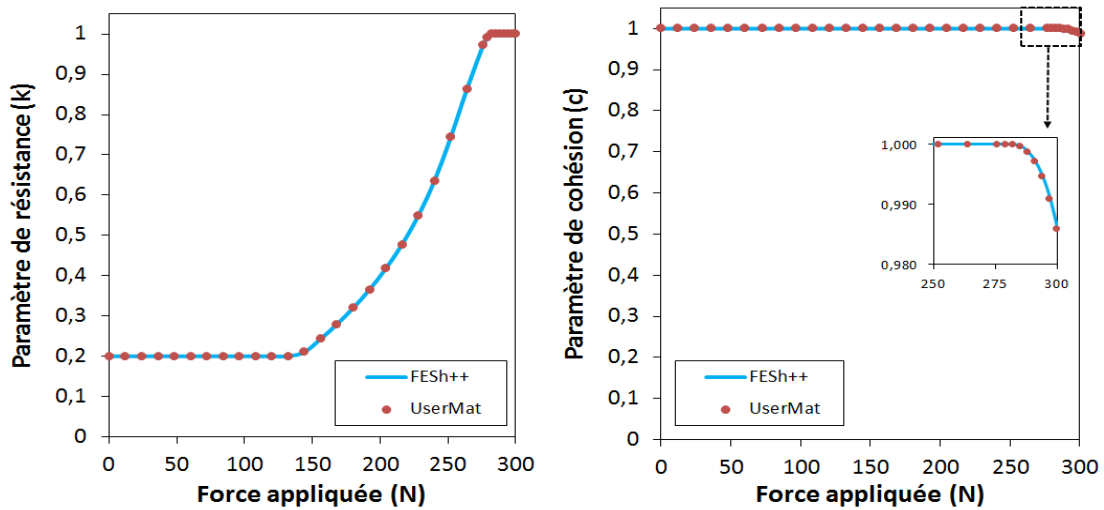 Paramètre de résistance (k)
1
0,9
0,8
0,7
0,6
0,5
0,4
0,3
0,2
0,1
0
FESh++
UserMat
0 50 100 150 200 250 300
Force appliquée (N)
Paramètre de cohésion (c)
1
0,9
0,8
0,7
0,6
0,5
0,4
0,3
0,2
0,1
0
1,000
0,990
0,980
250 275 300
FESh++
UserMat
0 50 100 150 200 250 300
Force appliquée (N)